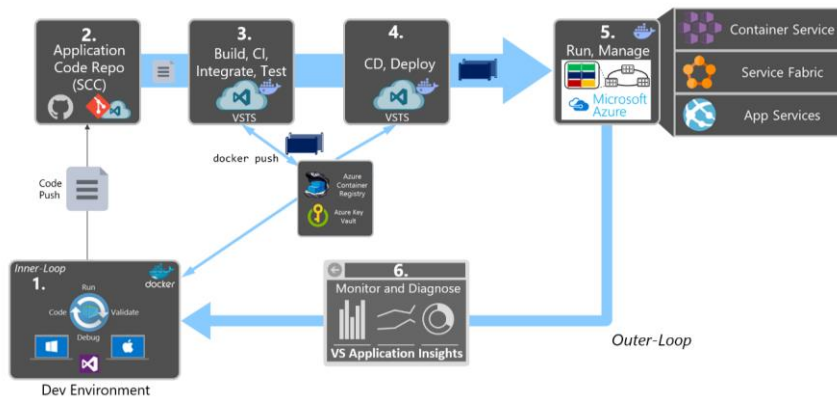 2.
Application
Code Repo
(SCC)
3.
Build, CI,
Integrate, Test
VSTS
4.
CD, Deploy
VSTS
5.
Run, Manage
Microsoft
Azure
Container Service
Service Fabric
App Services
docker push
Azure
Container
Registry
Azure Key
Vault
Code
Push
Inner-Loop
1.
docker
Run
Code
Validate
Debug
Dev Environment
6.
Monitor and Diagnose
VS Application Insights
Outer-Loop